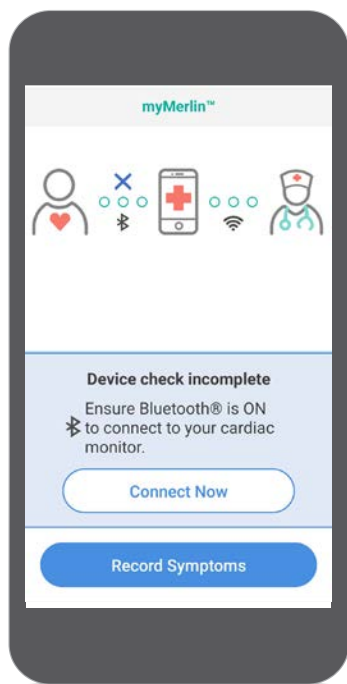 myMerlin™
Device check incomplete
Ensure Bluetooth® is ON
to connect to your cardiac
monitor.
Connect Now
Record Symptoms